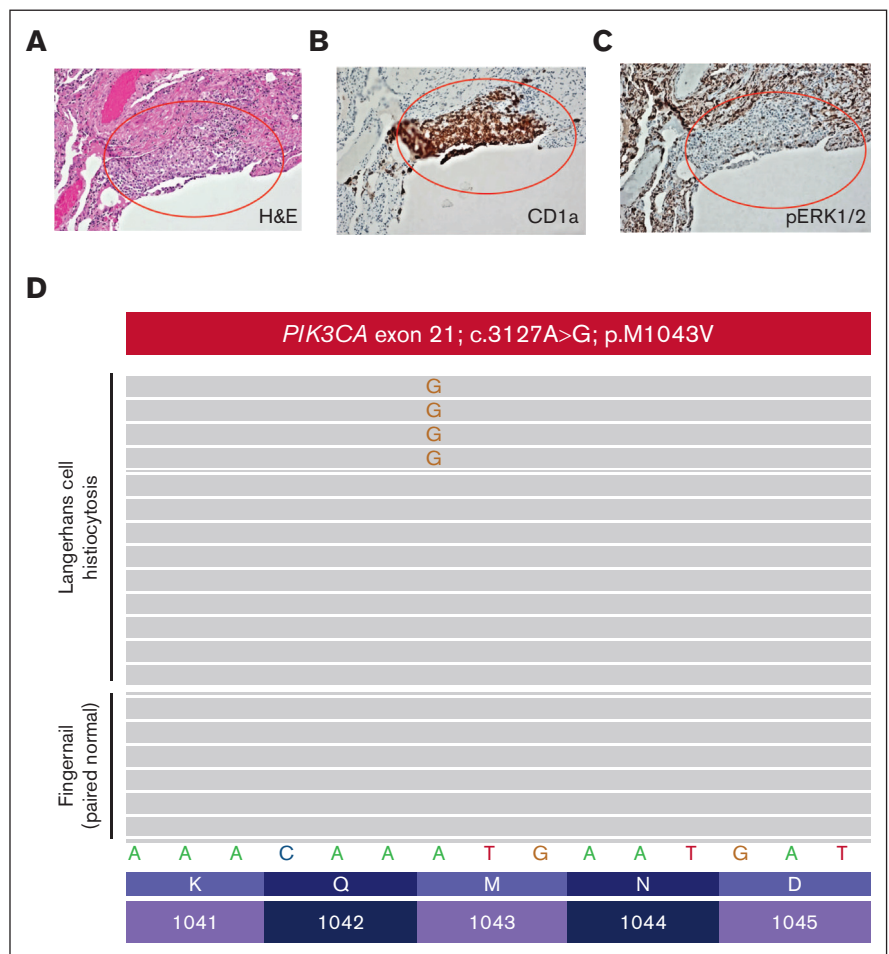 A
B
C
H&E
CD1a
pERK1/2
D
PIK3CA exon 21; c.3127A>G; p.M1043V
Langerhans cell
histiocytosis
G
G
G
G
Fingernail
(paired normal)
A A A C A A A T G A A T G A T
K Q M N D
1041 1042 1043 1044 1045